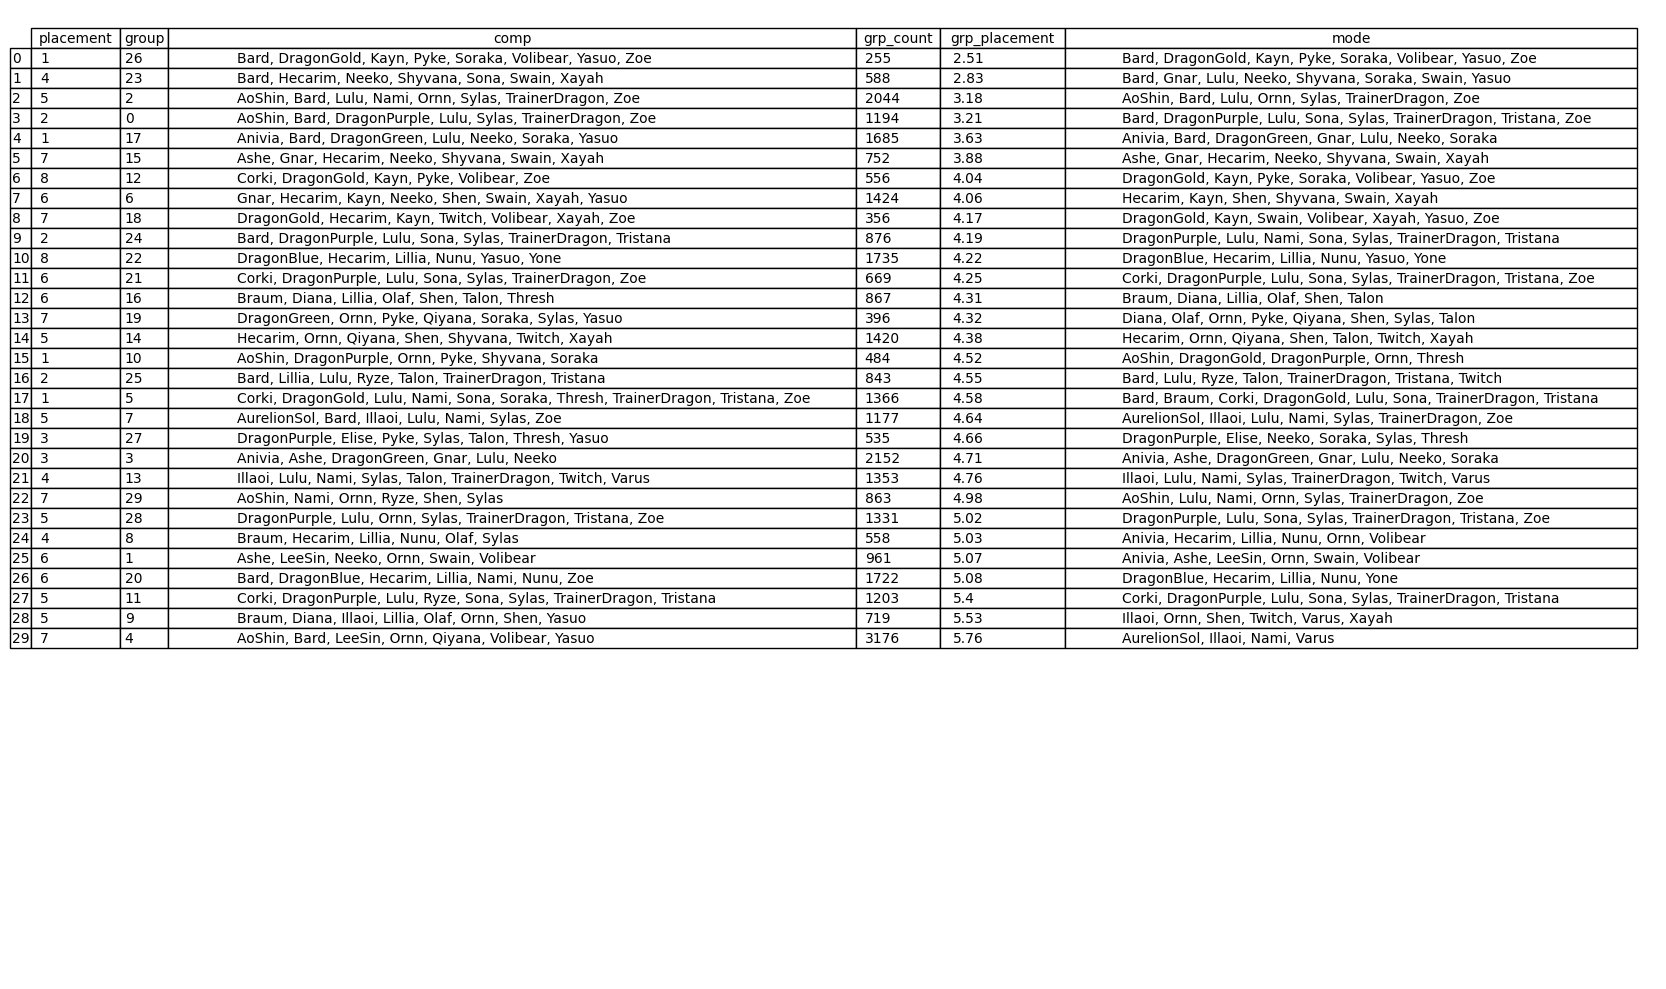 placement group comp grp_count grp_placement mode
0 1 26 Bard, DragonGold, Kayn, Pyke, Soraka, Volibear, Yasuo, Zoe 255 2.51 Bard, DragonGold, Kayn, Pyke, Soraka, Volibear, Yasuo, Zoe
1 4 23 Bard, Hecarim, Neeko, Shyvana, Sona, Swain, Xayah 588 2.83 Bard, Gnar, Lulu, Neeko, Shyvana, Soraka, Swain, Yasuo
2 5 2 AoShin, Bard, Lulu, Nami, Ornn, Sylas, TrainerDragon, Zoe 2044 3.18 AoShin, Bard, Lulu, Ornn, Sylas, TrainerDragon, Zoe
3 2 0 AoShin, Bard, DragonPurple, Lulu, Sylas, TrainerDragon, Zoe 1194 3.21 Bard, DragonPurple, Lulu, Sona, Sylas, TrainerDragon, Tristana, Zoe
4 1 17 Anivia, Bard, DragonGreen, Lulu, Neeko, Soraka, Yasuo 1685 3.63 Anivia, Bard, DragonGreen, Gnar, Lulu, Neeko, Soraka
5 7 15 Ashe, Gnar, Hecarim, Neeko, Shyvana, Swain, Xayah 752 3.88 Ashe, Gnar, Hecarim, Neeko, Shyvana, Swain, Xayah
6 8 12 Corki, DragonGold, Kayn, Pyke, Volibear, Zoe 556 4.04 DragonGold, Kayn, Pyke, Soraka, Volibear, Yasuo, Zoe
7 6 6 Gnar, Hecarim, Kayn, Neeko, Shen, Swain, Xayah, Yasuo 1424 4.06 Hecarim, Kayn, Shen, Shyvana, Swain, Xayah
8 7 18 DragonGold, Hecarim, Kayn, Twitch, Volibear, Xayah, Zoe 356 4.17 DragonGold, Kayn, Swain, Volibear, Xayah, Yasuo, Zoe
9 2 24 Bard, DragonPurple, Lulu, Sona, Sylas, TrainerDragon, Tristana 876 4.19 DragonPurple, Lulu, Nami, Sona, Sylas, TrainerDragon, Tristana
10 8 22 DragonBlue, Hecarim, Lillia, Nunu, Yasuo, Yone 1735 4.22 DragonBlue, Hecarim, Lillia, Nunu, Yasuo, Yone
11 6 21 Corki, DragonPurple, Lulu, Sona, Sylas, TrainerDragon, Zoe 669 4.25 Corki, DragonPurple, Lulu, Sona, Sylas, TrainerDragon, Tristana, Zoe
12 6 16 Braum, Diana, Lillia, Olaf, Shen, Talon, Thresh 867 4.31 Braum, Diana, Lillia, Olaf, Shen, Talon
13 7 19 DragonGreen, Ornn, Pyke, Qiyana, Soraka, Sylas, Yasuo 396 4.32 Diana, Olaf, Ornn, Pyke, Qiyana, Shen, Sylas, Talon
14 5 14 Hecarim, Ornn, Qiyana, Shen, Shyvana, Twitch, Xayah 1420 4.38 Hecarim, Ornn, Qiyana, Shen, Talon, Twitch, Xayah
15 1 10 AoShin, DragonPurple, Ornn, Pyke, Shyvana, Soraka 484 4.52 AoShin, DragonGold, DragonPurple, Ornn, Thresh
16 2 25 Bard, Lillia, Lulu, Ryze, Talon, TrainerDragon, Tristana 843 4.55 Bard, Lulu, Ryze, Talon, TrainerDragon, Tristana, Twitch
17 1 5 Corki, DragonGold, Lulu, Nami, Sona, Soraka, Thresh, TrainerDragon, Tristana, Zoe 1366 4.58 Bard, Braum, Corki, DragonGold, Lulu, Sona, TrainerDragon, Tristana
18 5 7 AurelionSol, Bard, Illaoi, Lulu, Nami, Sylas, Zoe 1177 4.64 AurelionSol, Illaoi, Lulu, Nami, Sylas, TrainerDragon, Zoe
19 3 27 DragonPurple, Elise, Pyke, Sylas, Talon, Thresh, Yasuo 535 4.66 DragonPurple, Elise, Neeko, Soraka, Sylas, Thresh
20 3 3 Anivia, Ashe, DragonGreen, Gnar, Lulu, Neeko 2152 4.71 Anivia, Ashe, DragonGreen, Gnar, Lulu, Neeko, Soraka
21 4 13 Illaoi, Lulu, Nami, Sylas, Talon, TrainerDragon, Twitch, Varus 1353 4.76 Illaoi, Lulu, Nami, Sylas, TrainerDragon, Twitch, Varus
22 7 29 AoShin, Nami, Ornn, Ryze, Shen, Sylas 863 4.98 AoShin, Lulu, Nami, Ornn, Sylas, TrainerDragon, Zoe
23 5 28 DragonPurple, Lulu, Ornn, Sylas, TrainerDragon, Tristana, Zoe 1331 5.02 DragonPurple, Lulu, Sona, Sylas, TrainerDragon, Tristana, Zoe
24 4 8 Braum, Hecarim, Lillia, Nunu, Olaf, Sylas 558 5.03 Anivia, Hecarim, Lillia, Nunu, Ornn, Volibear
25 6 1 Ashe, LeeSin, Neeko, Ornn, Swain, Volibear 961 5.07 Anivia, Ashe, LeeSin, Ornn, Swain, Volibear
26 6 20 Bard, DragonBlue, Hecarim, Lillia, Nami, Nunu, Zoe 1722 5.08 DragonBlue, Hecarim, Lillia, Nunu, Yone
27 5 11 Corki, DragonPurple, Lulu, Ryze, Sona, Sylas, TrainerDragon, Tristana 1203 5.4 Corki, DragonPurple, Lulu, Sona, Sylas, TrainerDragon, Tristana
28 5 9 Braum, Diana, Illaoi, Lillia, Olaf, Ornn, Shen, Yasuo 719 5.53 Illaoi, Ornn, Shen, Twitch, Varus, Xayah
29 7 4 AoShin, Bard, LeeSin, Ornn, Qiyana, Volibear, Yasuo 3176 5.76 AurelionSol, Illaoi, Nami, Varus